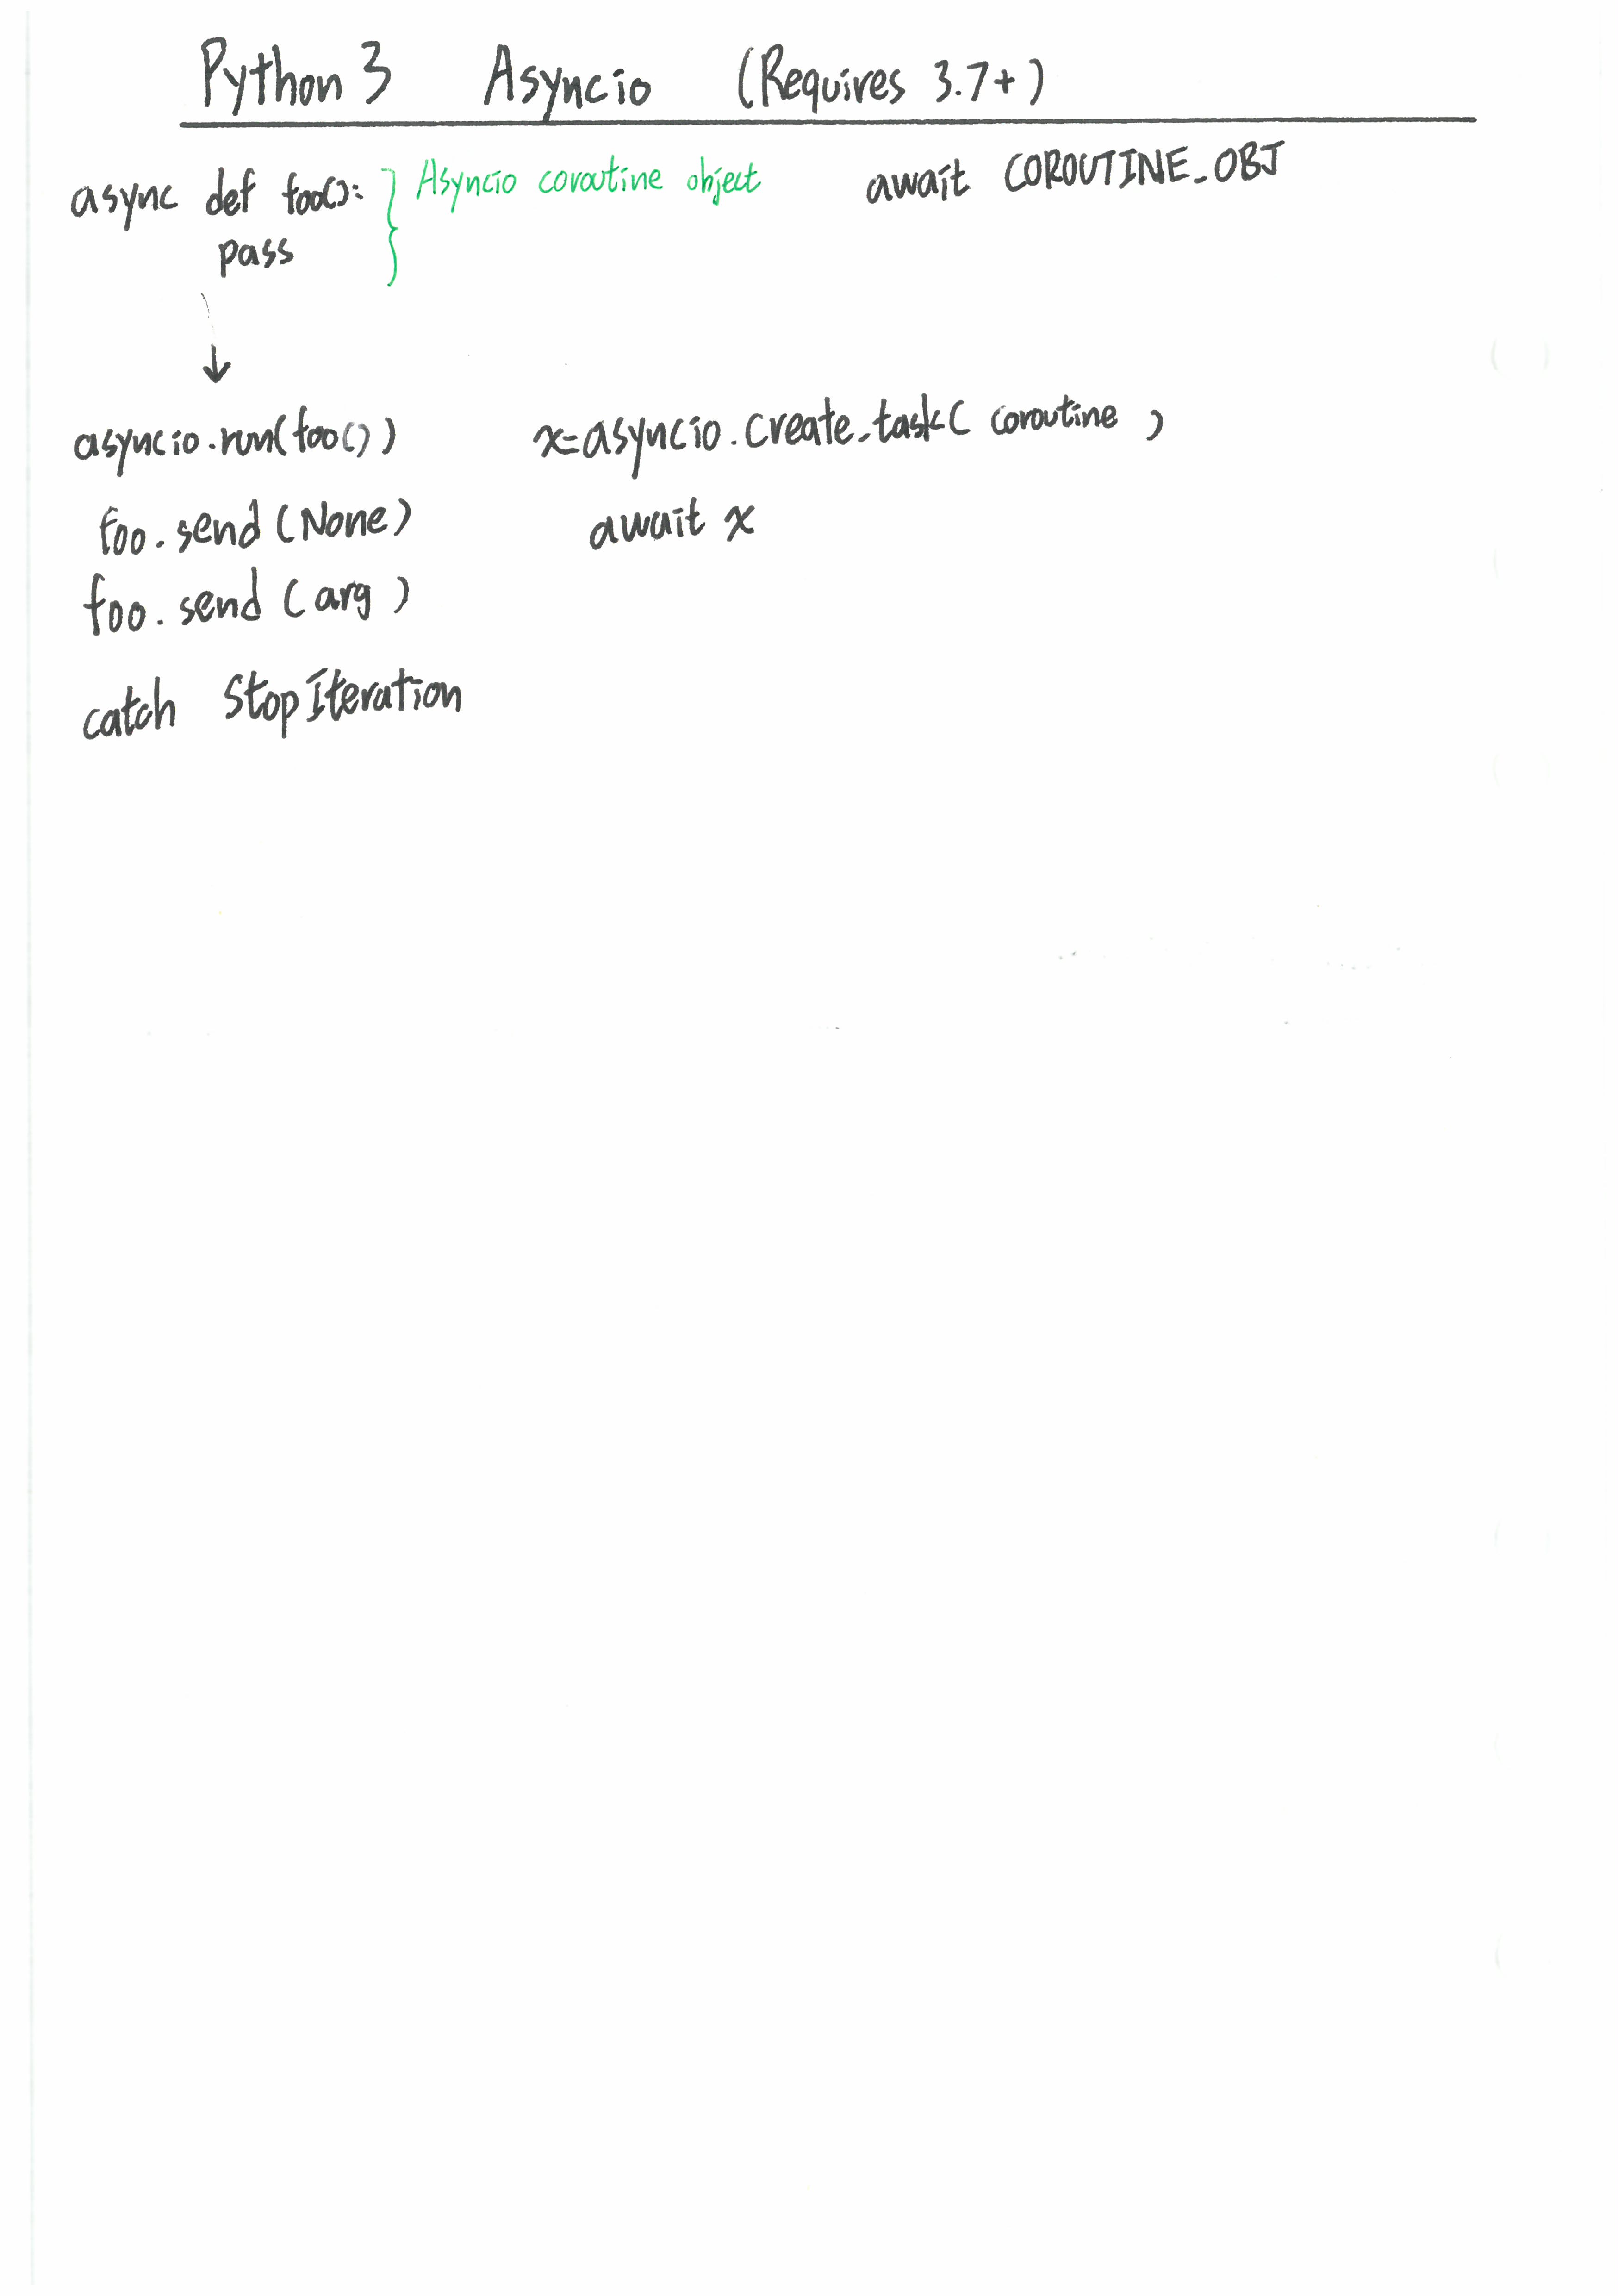 Python 3 Asyncio (Requires 3.7+)
async def foo(): } Asyncio coroutine object await COROUTINE_OBJ
pass
↓
asyncio.run(foo()) x=asyncio.create_task( coroutine )
foo.send(None) await x
foo.send(arg)
catch StopIteration